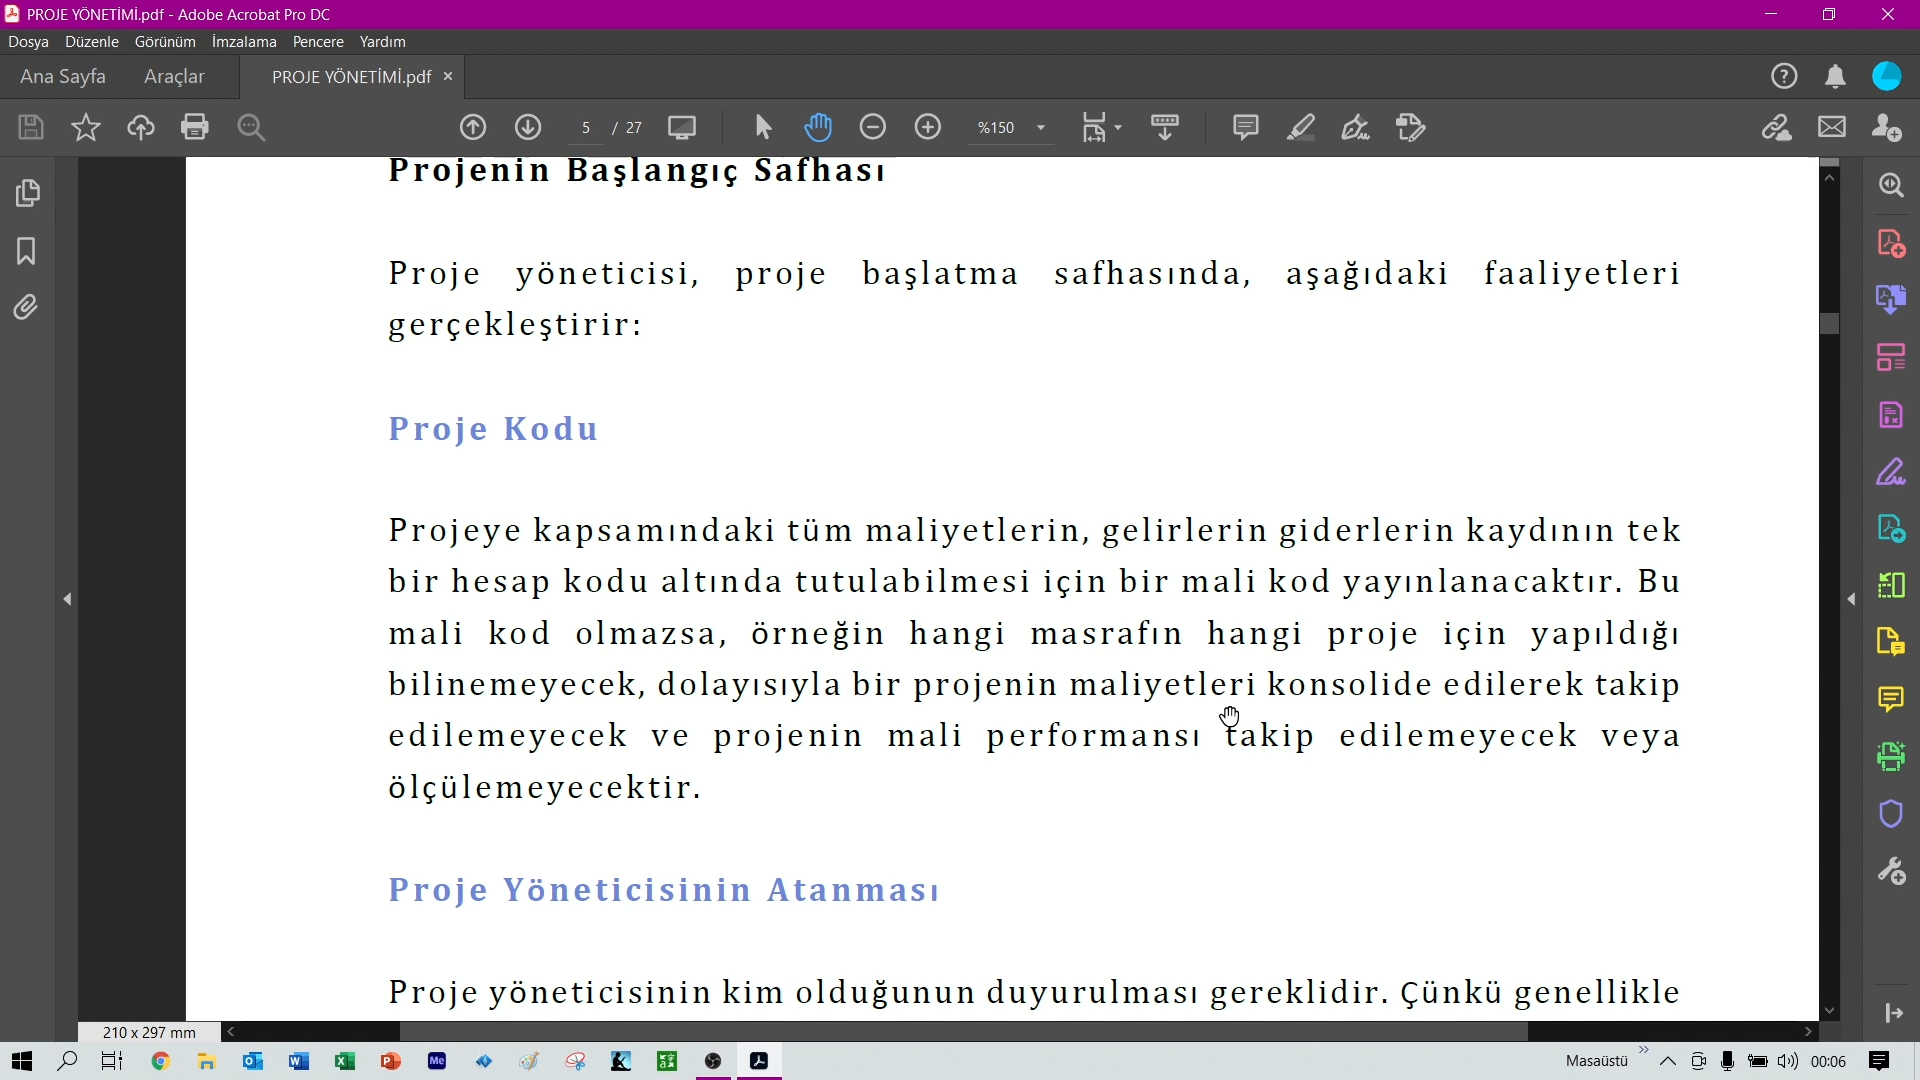 PROJE YÖNETİMİ.pdf - Adobe Acrobat Pro DC
Dosya Düzenle Görünüm İmzalama Pencere Yardım
Ana Sayfa Araçlar PROJE YÖNETİMİ.pdf ×
5 / 27 %150
Projenin Başlangıç Safhası
Proje yöneticisi, proje başlatma safhasında, aşağıdaki faaliyetleri
gerçekleştirir:
Proje Kodu
Projeye kapsamındaki tüm maliyetlerin, gelirlerin giderlerin kaydının tek
bir hesap kodu altında tutulabilmesi için bir mali kod yayınlanacaktır. Bu
mali kod olmazsa, örneğin hangi masrafın hangi proje için yapıldığı
bilinemeyecek, dolayısıyla bir projenin maliyetleri konsolide edilerek takip
edilemeyecek ve projenin mali performansı takip edilemeyecek veya
ölçülemeyecektir.
Proje Yöneticisinin Atanması
Proje yöneticisinin kim olduğunun duyurulması gereklidir. Çünkü genellikle
210 x 297 mm
Me
Masaüstü 00:06